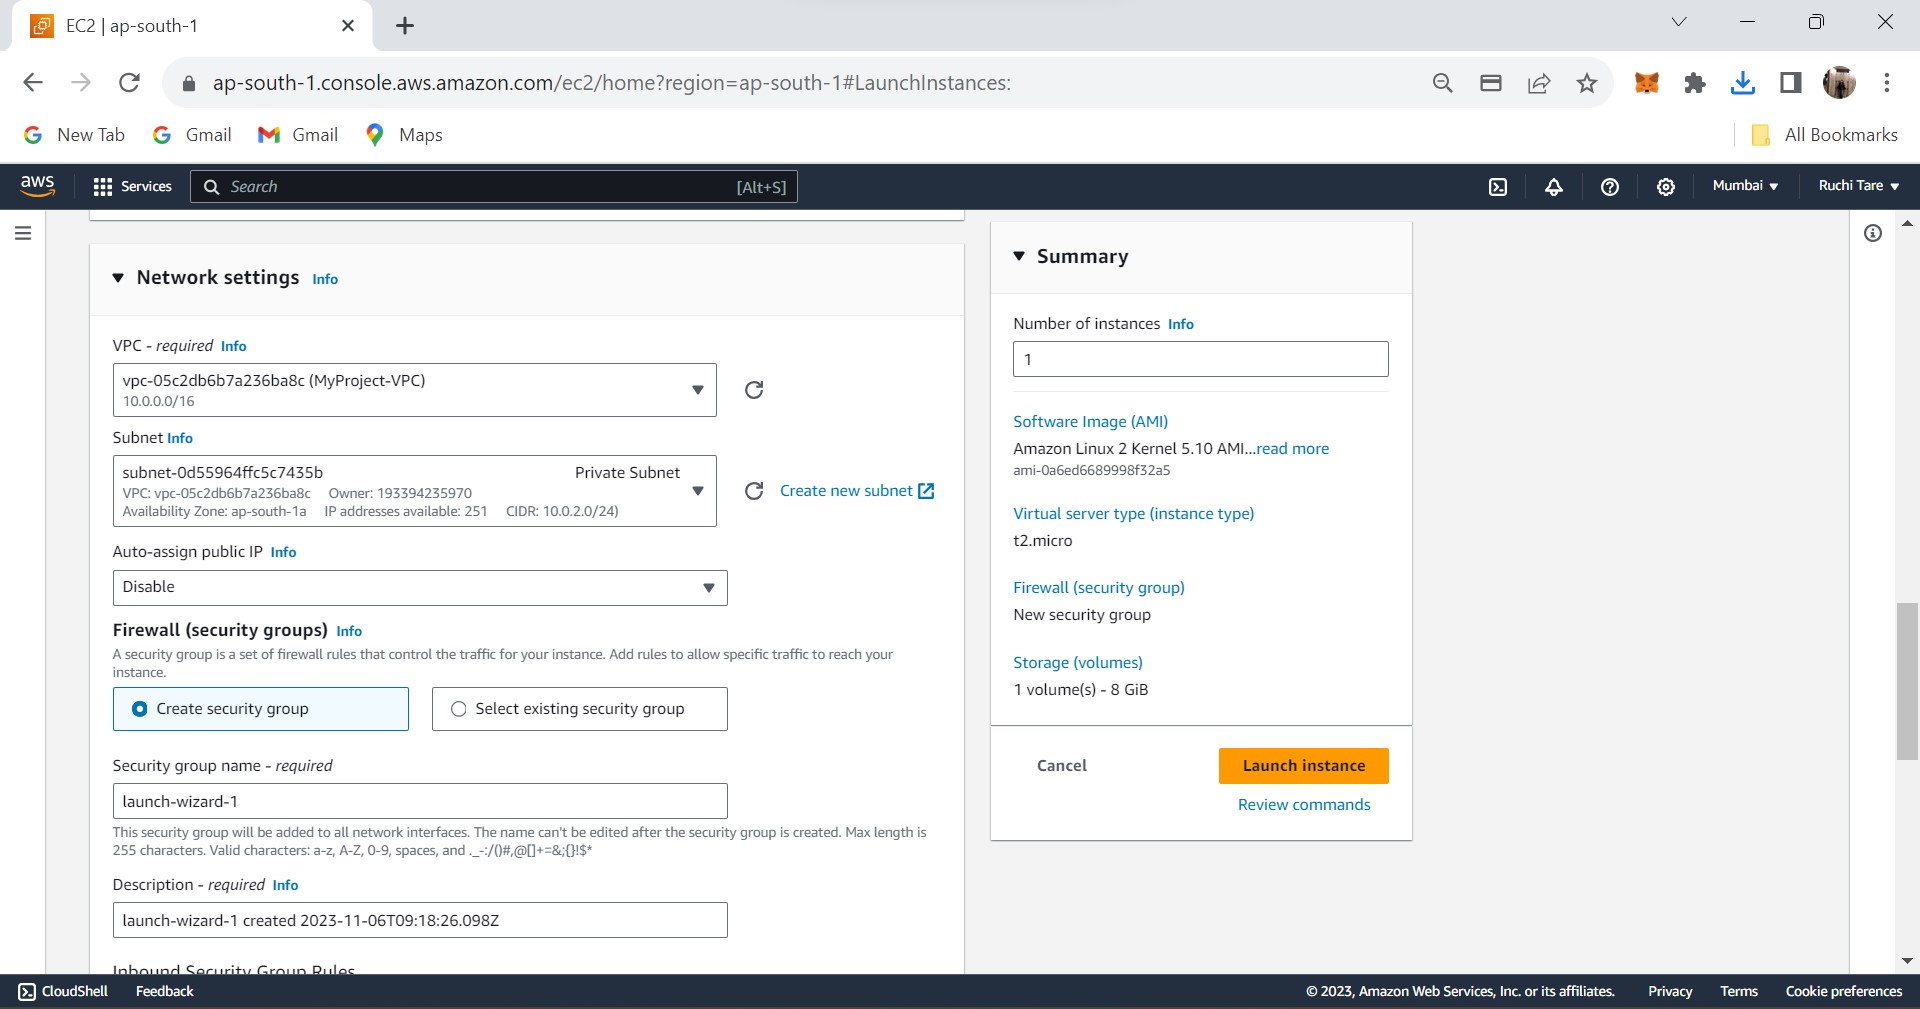 EC2 | ap-south-1
ap-south-1.console.aws.amazon.com/ec2/home?region=ap-south-1#LaunchInstances:
New Tab
Gmail
Gmail
Maps
All Bookmarks
aws
Services
Search
[Alt+S]
Mumbai
Ruchi Tare
Network settings Info
VPC - required Info
vpc-05c2db6b7a236ba8c (MyProject-VPC)
10.0.0.0/16
Subnet Info
subnet-0d55964ffc5c7435b Private Subnet
VPC: vpc-05c2db6b7a236ba8c Owner: 193394235970
Availability Zone: ap-south-1a IP addresses available: 251 CIDR: 10.0.2.0/24)
Create new subnet
Auto-assign public IP Info
Disable
Firewall (security groups) Info
A security group is a set of firewall rules that control the traffic for your instance. Add rules to allow specific traffic to reach your
instance.
Create security group
Select existing security group
Security group name - required
launch-wizard-1
This security group will be added to all network interfaces. The name can't be edited after the security group is created. Max length is
255 characters. Valid characters: a-z, A-Z, 0-9, spaces, and ._-:/()#,@[]+=&;{}!$*
Description - required Info
launch-wizard-1 created 2023-11-06T09:18:26.098Z
Inbound Security Group Rules
Summary
Number of instances Info
1
Software Image (AMI)
Amazon Linux 2 Kernel 5.10 AMI...read more
ami-0a6ed6689998f32a5
Virtual server type (instance type)
t2.micro
Firewall (security group)
New security group
Storage (volumes)
1 volume(s) - 8 GiB
Cancel
Launch instance
Review commands
CloudShell
Feedback
© 2023, Amazon Web Services, Inc. or its affiliates.
Privacy
Terms
Cookie preferences